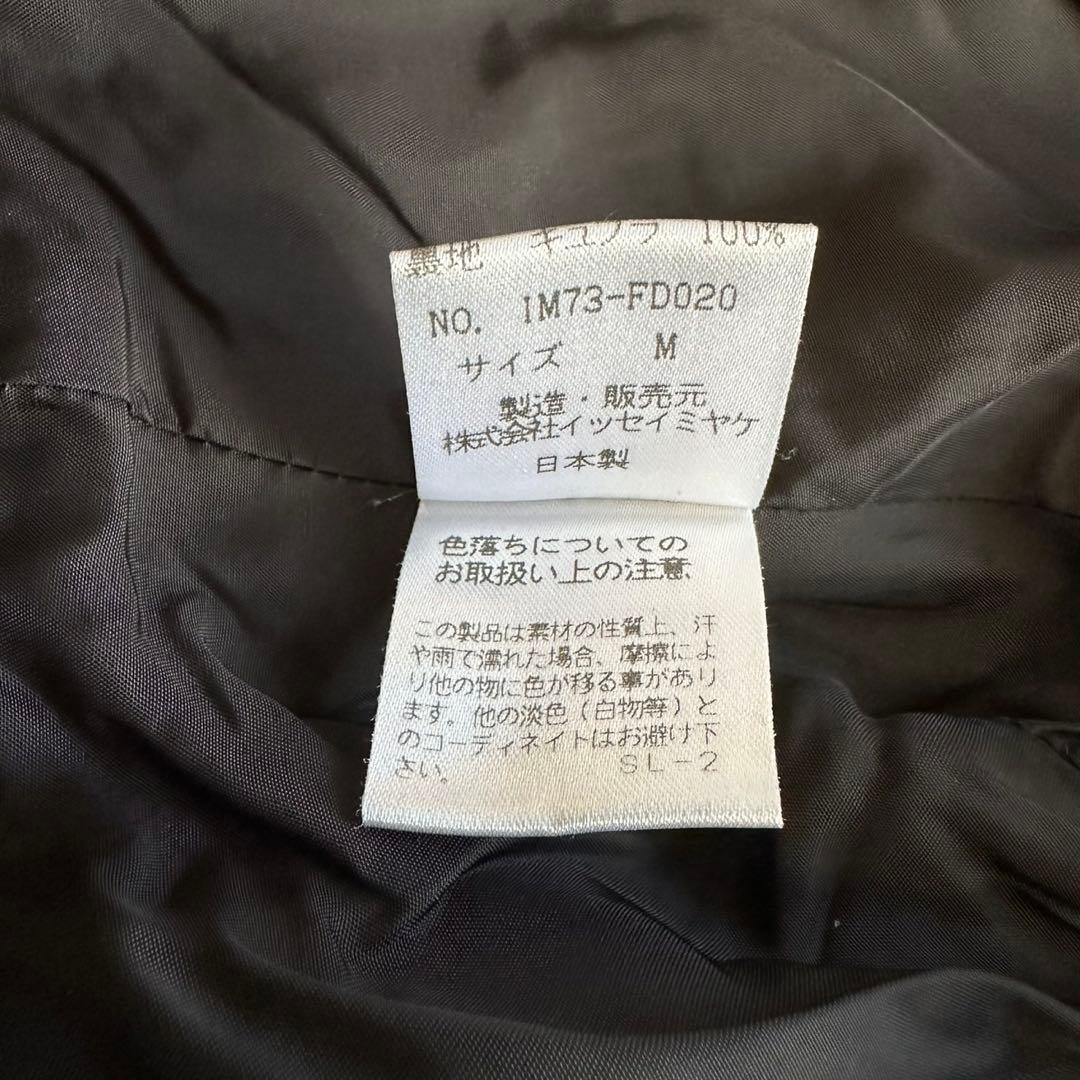 裏地 キュプラ 100%
NO. IM73-FD020
サイズ M
製造・販売元
株式会社イッセイミヤケ
日本製
色落ちについての
お取扱い上の注意
この製品は素材の性質上、汗
や雨で濡れた場合、摩擦によ
り他の物に色が移る事があり
ます。他の淡色(白物等)と
のコーディネイトはお避け下
さい。 SL-2